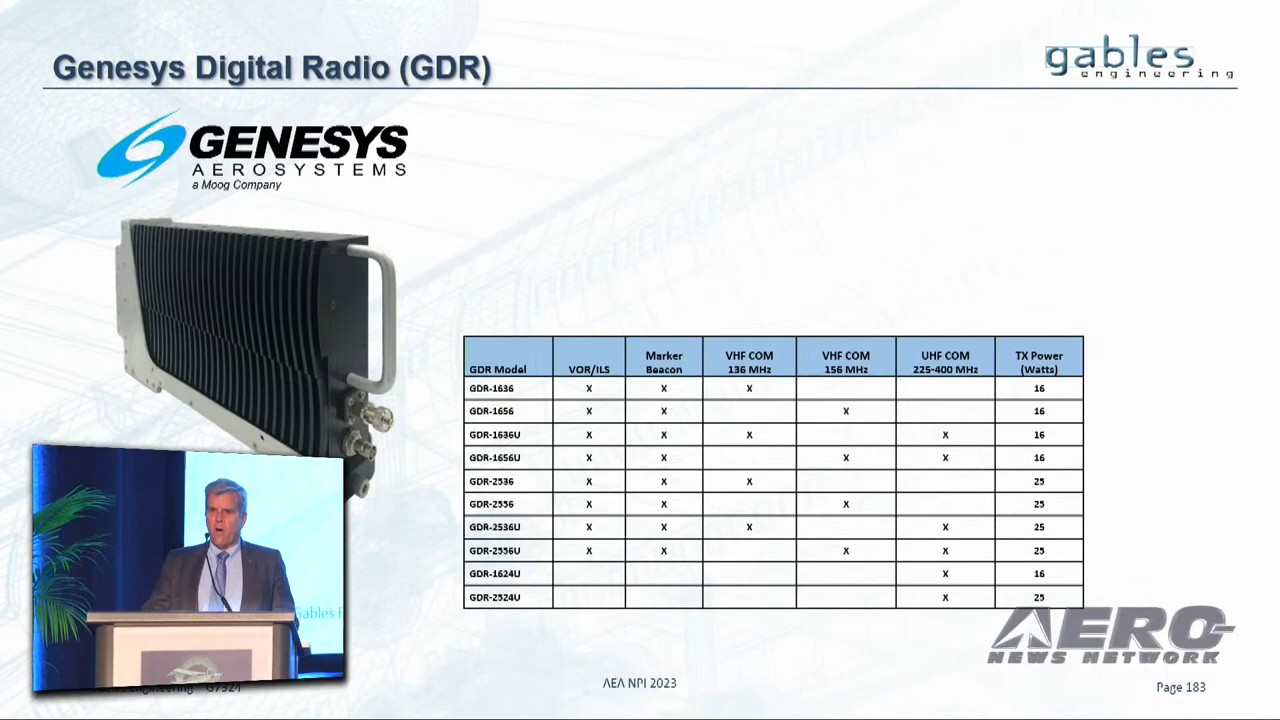 Genesys Digital Radio (GDR)
gables
engineering
GENESYS
AEROSYSTEMS
a Moog Company
GDR Model VOR/ILS Marker Beacon VHF COM 136 MHz VHF COM 156 MHz UHF COM 225-400 MHz TX Power (Watts)
GDR-1636 X X X 16
GDR-1656 X X X 16
GDR-1636U X X X X 16
GDR-1656U X X X X 16
GDR-2536 X X X 25
GDR-2556 X X X 25
GDR-2536U X X X X 25
GDR-2556U X X X X 25
GDR-1624U X 16
GDR-2524U X 25
Gables E
AERO
NEWS NETWORK
Engineering G7324
AEA NPI 2023
Page 183